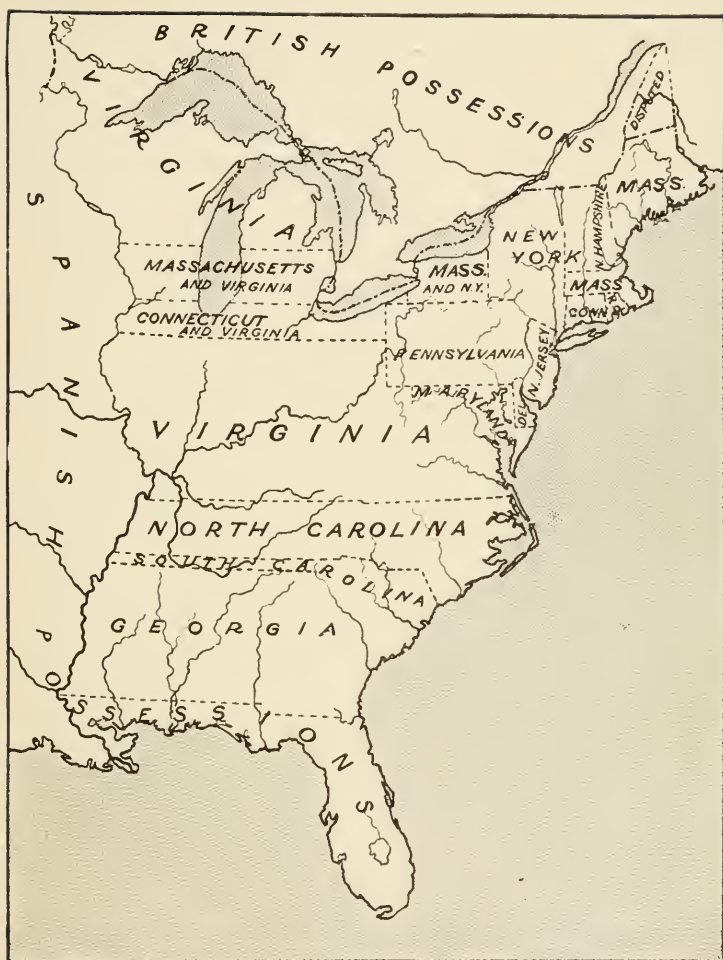 BRITISH POSSESSIONS
DISPUTED
VIRGINIA
MASS.
N. HAMPSHIRE
NEW
YORK
MASSACHUSETTS
AND VIRGINIA
MASS
AND N.Y.
MASS
CONN
CONNECTICUT
AND VIRGINIA
PENNSYLVANIA
N. JERSEY
MARYLAND
DEL
VIRGINIA
NORTH CAROLINA
SOUTH CAROLINA
GEORGIA
SPANISH POSSESSIONS